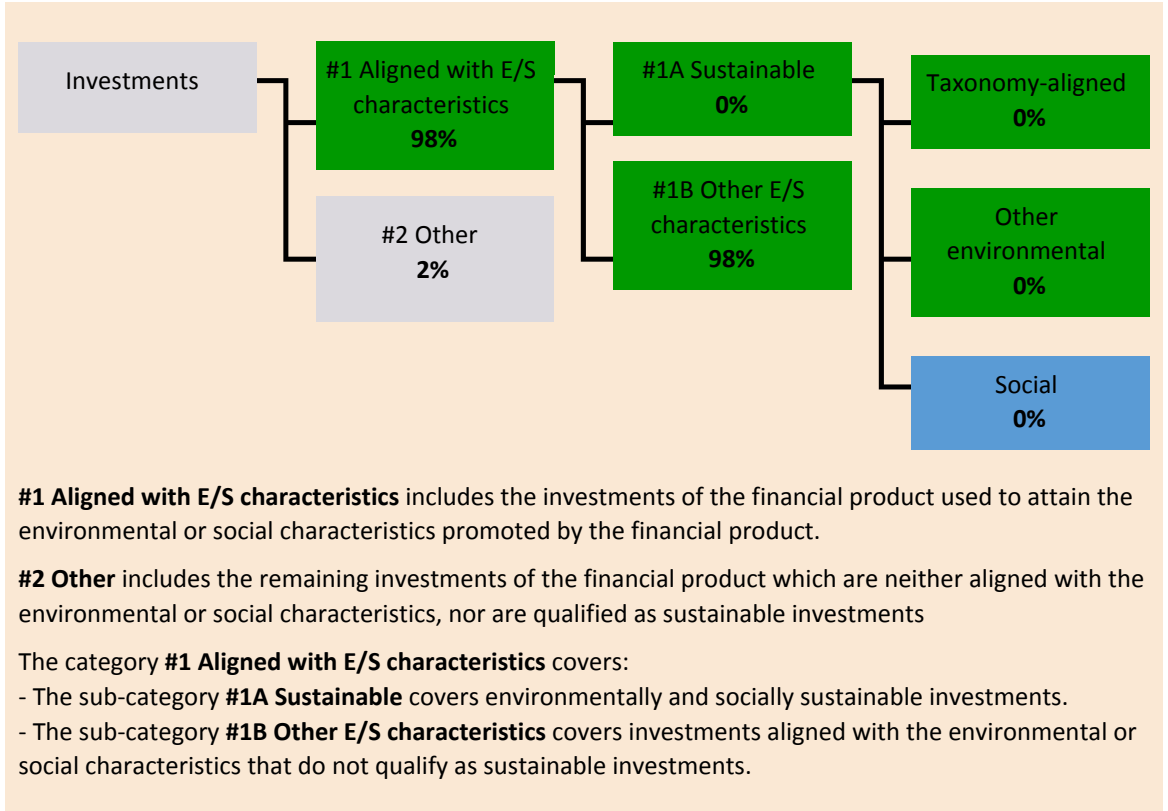 Investments
#1 Aligned with E/S
characteristics
98%
#2 Other
2%
#1A Sustainable
0%
#1B Other E/S
characteristics
98%
Taxonomy-aligned
0%
Other
environmental
0%
Social
0%
#1 Aligned with E/S characteristics includes the investments of the financial product used to attain the
environmental or social characteristics promoted by the financial product.
#2 Other includes the remaining investments of the financial product which are neither aligned with the
environmental or social characteristics, nor are qualified as sustainable investments
The category #1 Aligned with E/S characteristics covers:
- The sub-category #1A Sustainable covers environmentally and socially sustainable investments.
- The sub-category #1B Other E/S characteristics covers investments aligned with the environmental or
social characteristics that do not qualify as sustainable investments.